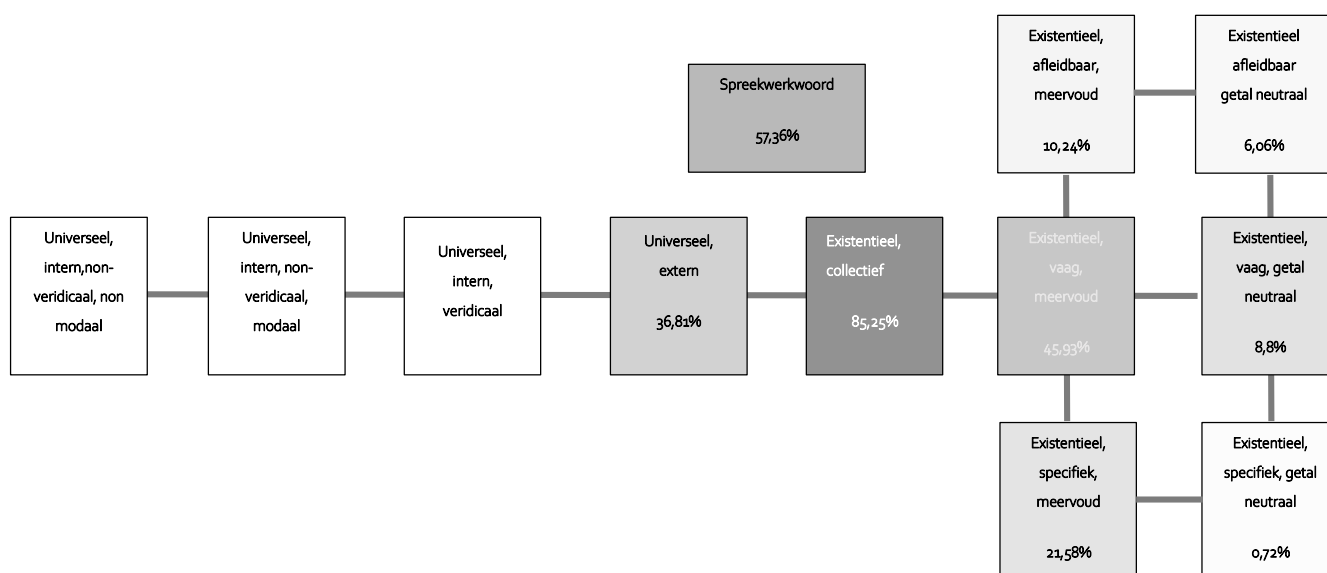 Existentieel,
afleidbaar,
meervoud
10,24%
Existentieel
afleidbaar
getal neutraal
6,06%
Spreekwerkwoord
57,36%
Universeel,
intern,non-
veridicaal, non
modaal
Universeel,
intern, non-
veridicaal,
modaal
Universeel,
intern,
veridicaal
Universeel,
extern
36,81%
Existentieel,
collectief
85,25%
Existentieel,
vaag,
meervoud
45,93%
Existentieel,
vaag, getal
neutraal
8,8%
Existentieel,
specifiek,
meervoud
21,58%
Existentieel,
specifiek, getal
neutraal
0,72%